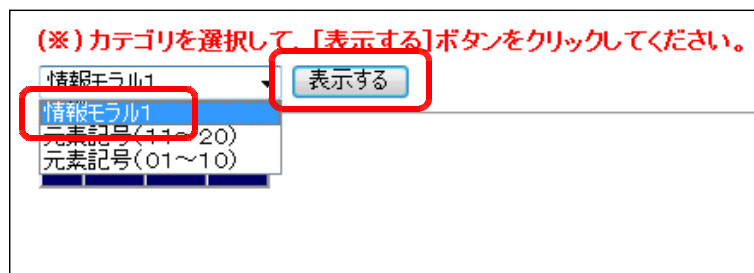 (※)カテゴリを選択して、[表示する]ボタンをクリックしてください。
情報モラル1 表示する
情報モラル1
元素記号(11～20)
元素記号(01～10)